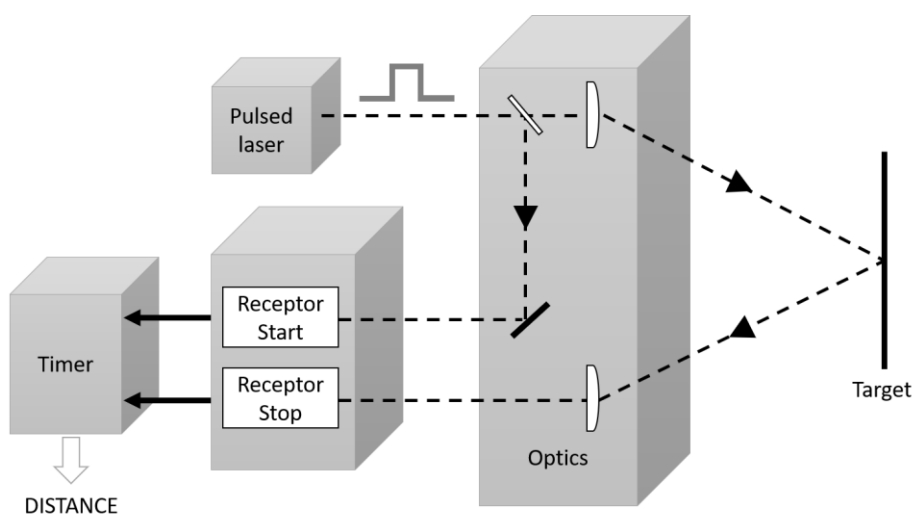 Pulsed
laser
Receptor
Start
Timer
Receptor
Stop
Target
Optics
DISTANCE